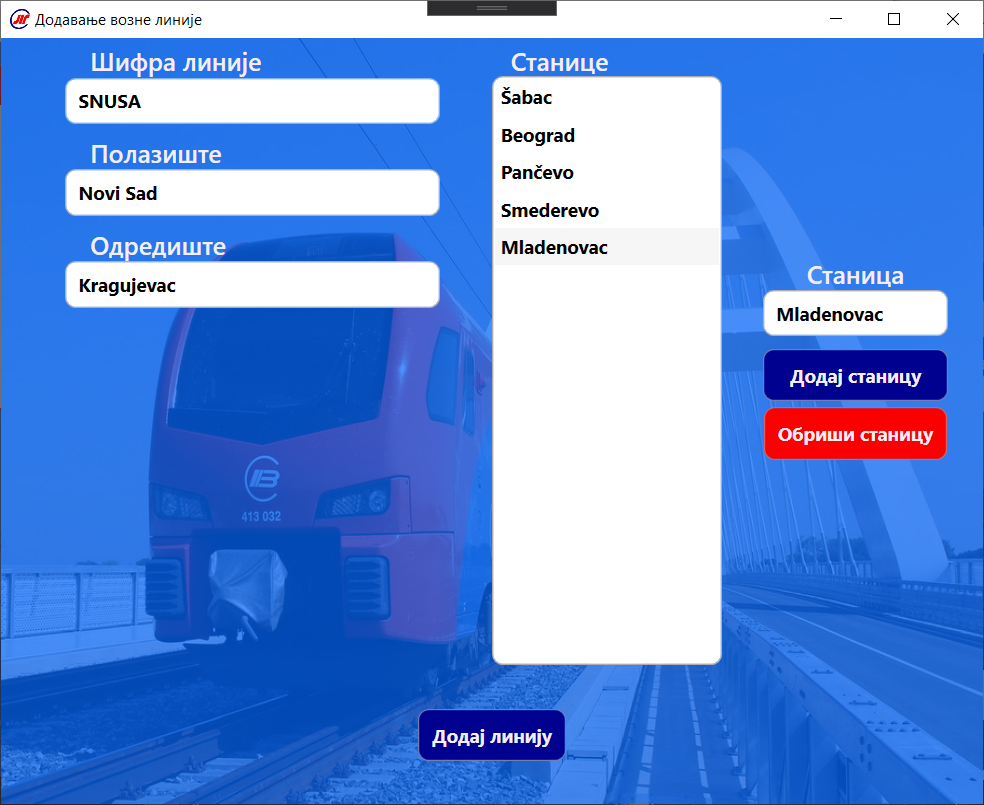 Додавање возне линије
Шифра линије
SNUSA
Полазиште
Novi Sad
Одредиште
Kragujevac
Станице
Šabac
Beograd
Pančevo
Smederevo
Mladenovac
Станица
Mladenovac
Додај станицу
Обриши станицу
413 032
Додај линију